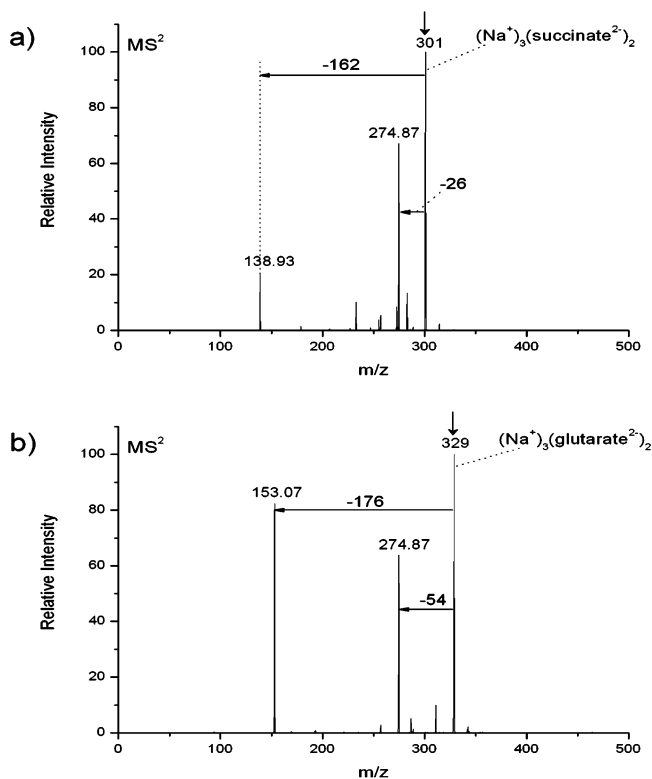 a)
MS²
301
(Na⁺)₃(succinate²⁻)₂
-162
274.87
-26
138.93
100
80
60
40
20
0
Relative Intensity
0 100 200 300 400 500
m/z
b)
MS²
329
(Na⁺)₃(glutarate²⁻)₂
153.07
-176
274.87
-54
100
80
60
40
20
0
Relative Intensity
0 100 200 300 400 500
m/z